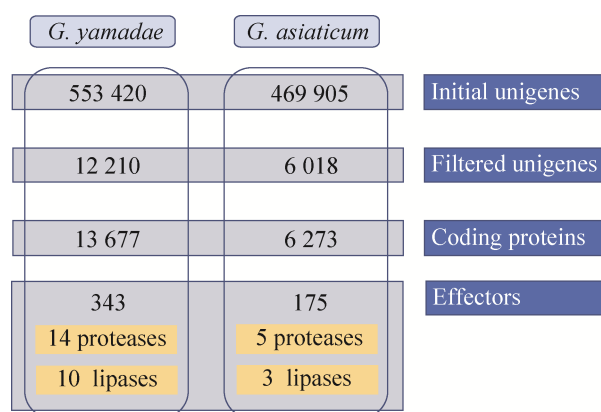 G. yamadae G. asiaticum
553 420 469 905 Initial unigenes
12 210 6 018 Filtered unigenes
13 677 6 273 Coding proteins
343 175 Effectors
14 proteases 5 proteases
10 lipases 3 lipases